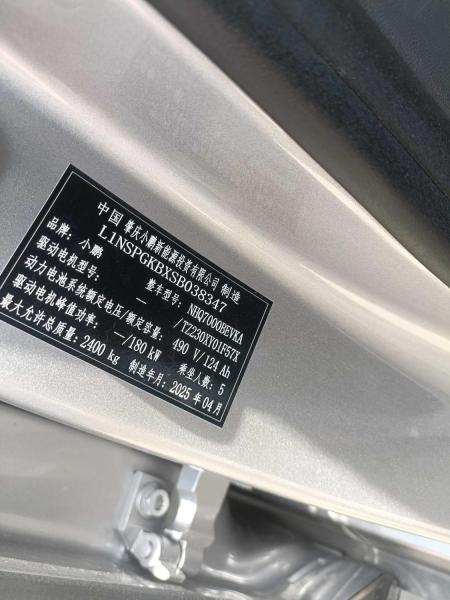 中国 肇庆小鹏新能源投资有限公司 制造
L1NSPGKBXSB038347
品牌：小鹏 整车型号：NHQ7000BEVKA
驱动电机型号： — /TZ230XY01F57X
动力电池系统额定电压/额定容量： 490 V/124 Ah
驱动电机峰值功率： —/180 kW 乘坐人数：5
最大允许总质量：2400 kg 制造年月：2025 年 04 月